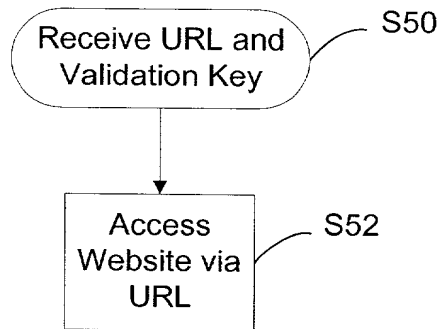 Receive URL and
Validation Key
S50
Access
Website via
URL
S52